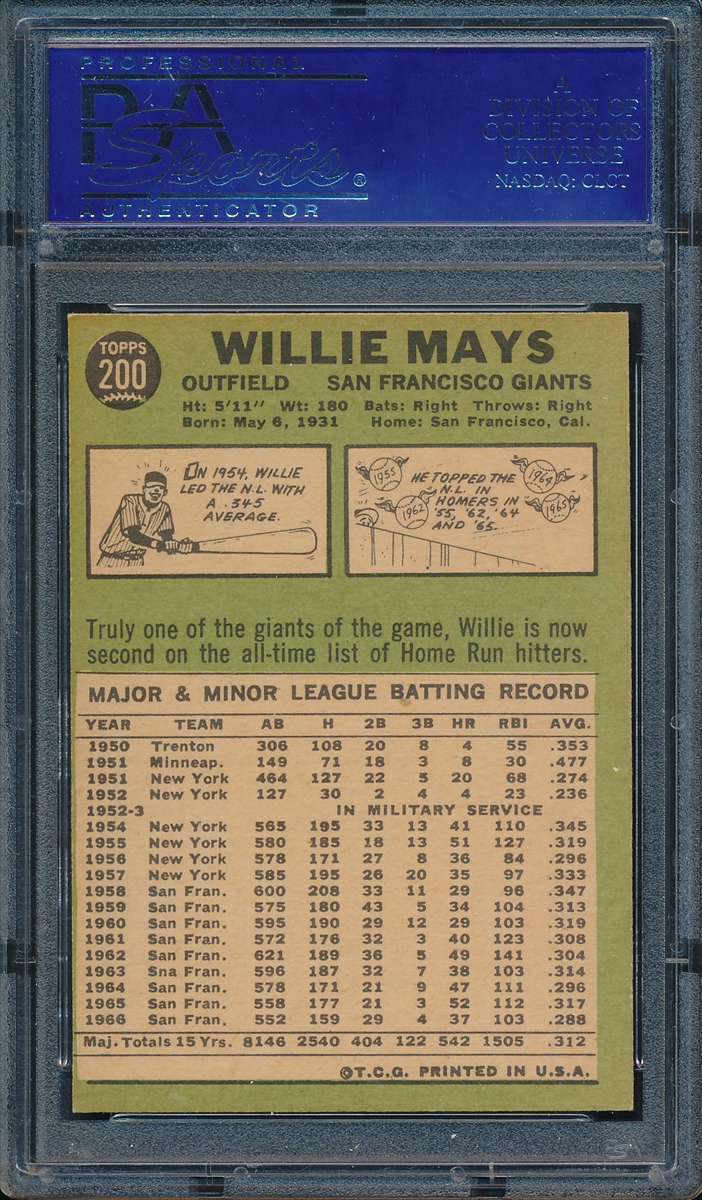 PROFESSIONAL
PSA
Sports®
AUTHENTICATOR
A
DIVISION OF
COLLECTORS
UNIVERSE
NASDAQ: CLCT
TOPPS
200
WILLIE MAYS
OUTFIELD SAN FRANCISCO GIANTS
Ht: 5'11" Wt: 180 Bats: Right Throws: Right
Born: May 6, 1931 Home: San Francisco, Cal.
ON 1954, WILLIE
LED THE N.L. WITH
A .345
AVERAGE.
1955
1962
HE TOPPED THE
N.L. IN
HOMERS IN
'55, '62, '64
AND '65.
1964
1965
Truly one of the giants of the game, Willie is now
second on the all-time list of Home Run hitters.
MAJOR & MINOR LEAGUE BATTING RECORD
YEAR TEAM AB H 2B 3B HR RBI AVG.
1950 Trenton 306 108 20 8 4 55 .353
1951 Minneap. 149 71 18 3 8 30 .477
1951 New York 464 127 22 5 20 68 .274
1952 New York 127 30 2 4 4 23 .236
1952-3 IN MILITARY SERVICE
1954 New York 565 195 33 13 41 110 .345
1955 New York 580 185 18 13 51 127 .319
1956 New York 578 171 27 8 36 84 .296
1957 New York 585 195 26 20 35 97 .333
1958 San Fran. 600 208 33 11 29 96 .347
1959 San Fran. 575 180 43 5 34 104 .313
1960 San Fran. 595 190 29 12 29 103 .319
1961 San Fran. 572 176 32 3 40 123 .308
1962 San Fran. 621 189 36 5 49 141 .304
1963 Sna Fran. 596 187 32 7 38 103 .314
1964 San Fran. 578 171 21 9 47 111 .296
1965 San Fran. 558 177 21 3 52 112 .317
1966 San Fran. 552 159 29 4 37 103 .288
Maj. Totals 15 Yrs. 8146 2540 404 122 542 1505 .312
©T.C.G. PRINTED IN U.S.A.